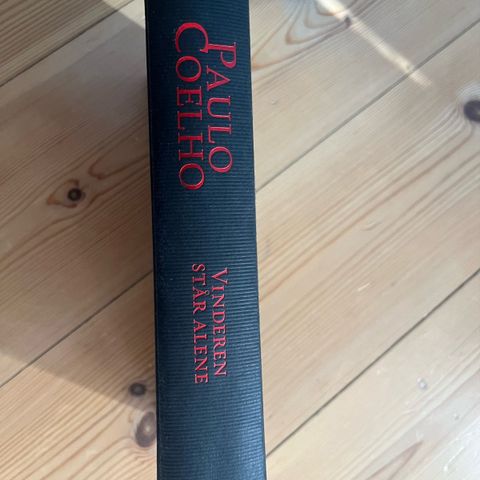 PAULO
COELHO
VINDEREN
STÅR ALENE